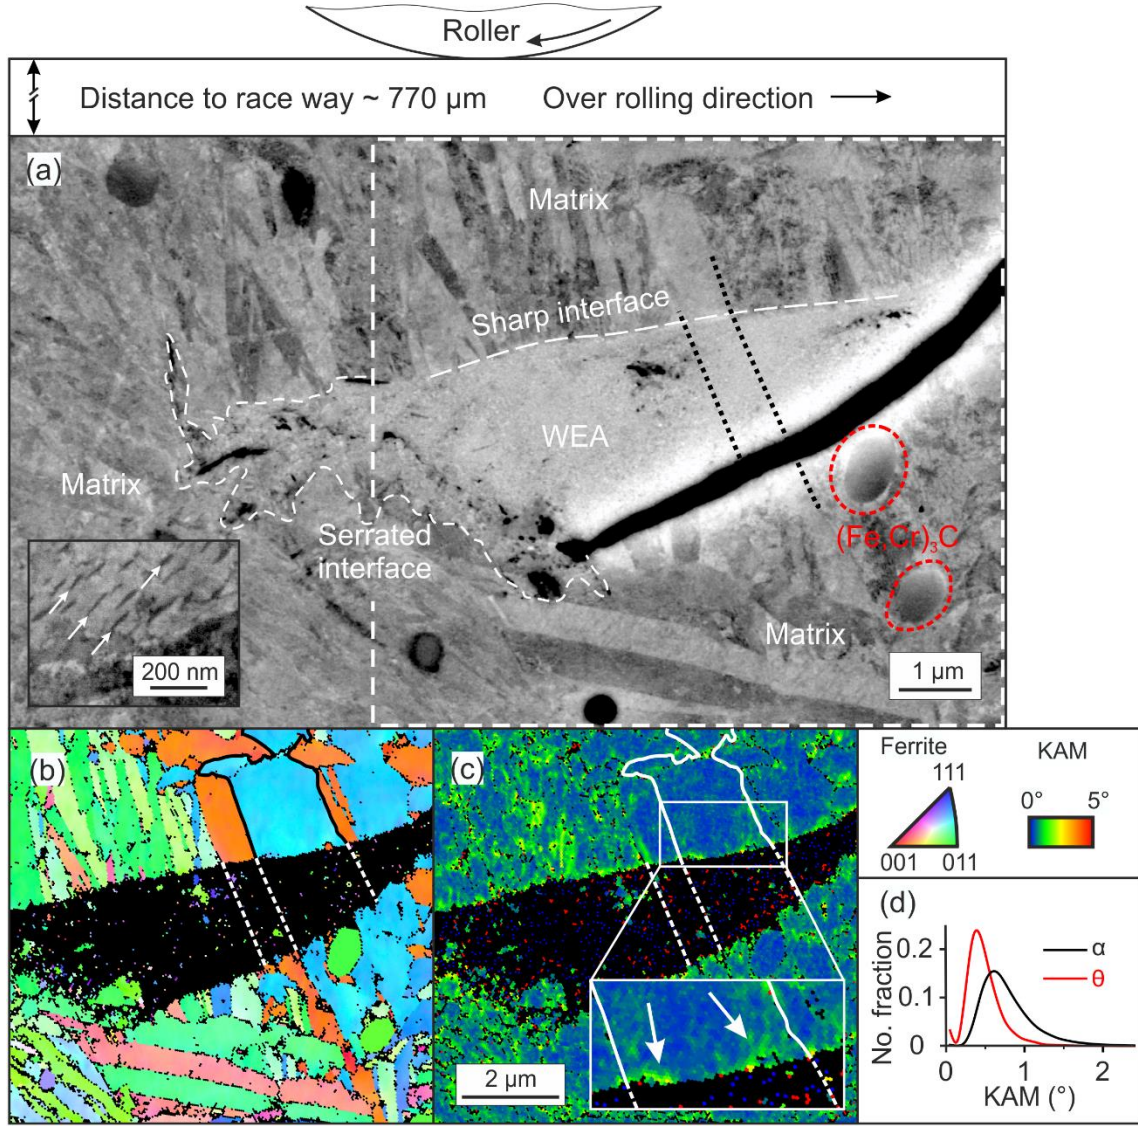 Roller
Distance to race way ~ 770 µm Over rolling direction
(a)
Matrix
Sharp interface
WEA
Matrix
Serrated
interface
(Fe,Cr)₃C
Matrix
200 nm
1 µm
(b)
(c)
2 µm
Ferrite
111
001
011
KAM
0° 5°
(d)
No. fraction
0.2
0.1
0
α
θ
0 1 2
KAM (°)